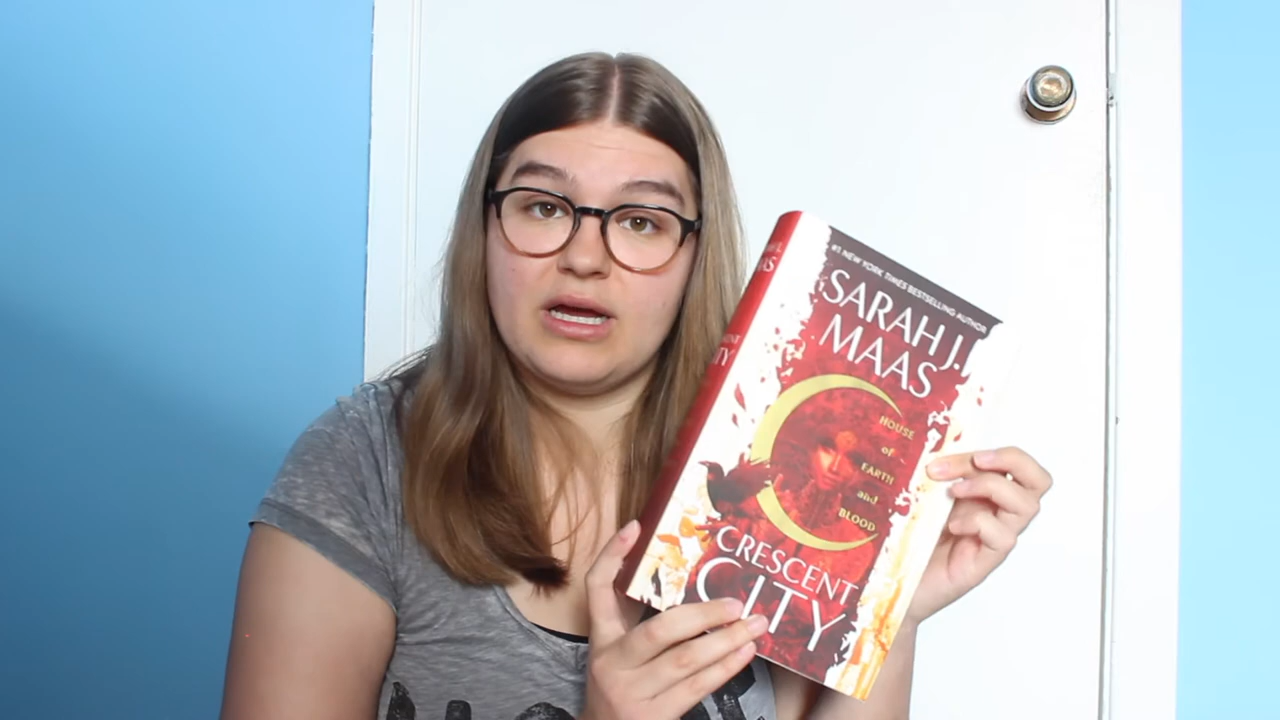 #1 NEW YORK TIMES BESTSELLING AUTHOR
SARAH J.
MAAS
HOUSE
of
EARTH
and
BLOOD
CRESCENT
CITY